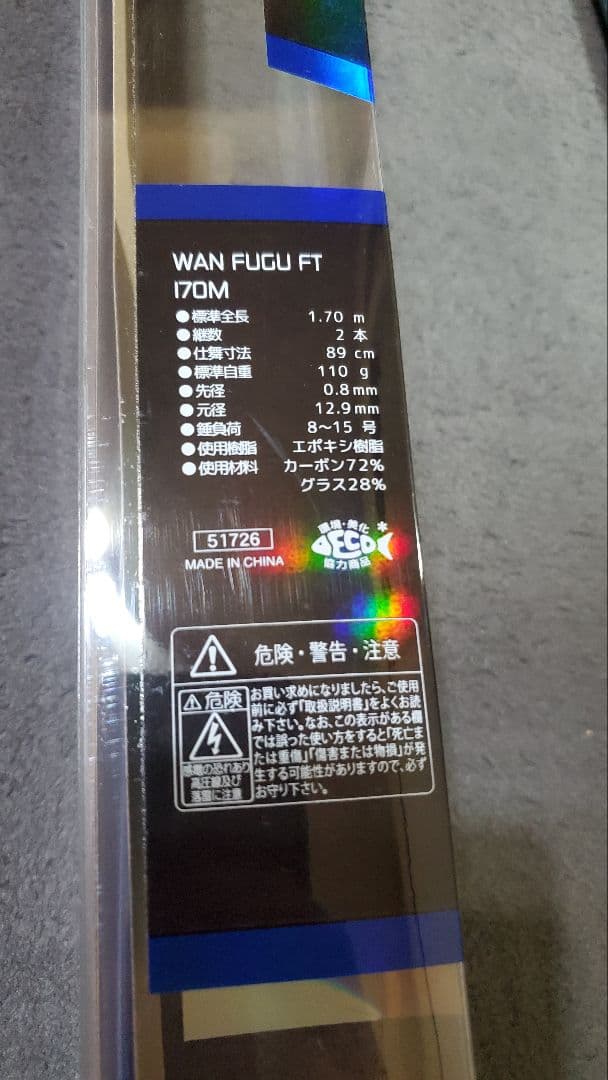 WAN FUGU FT
170M
●標準全長 1.70 m
●継数 2 本
●仕舞寸法 89 cm
●標準自重 110 g
●先径 0.8mm
●元径 12.9mm
●錘負荷 8～15 号
●使用樹脂 エポキシ樹脂
●使用材料 カーボン72%
グラス28%
51726
MADE IN CHINA
環境・美化
ECO
協力商品
危険・警告・注意
危険
感電の恐れあり
高圧線及び
落雷に注意
お買い求めになりましたら、ご使用
前に必ず「取扱説明書」をよくお読
み下さい。なお、この表示がある欄
では誤った使い方をすると「死亡ま
たは重傷」「傷害または物損」が発
生する可能性がありますので、必ず
お守り下さい。